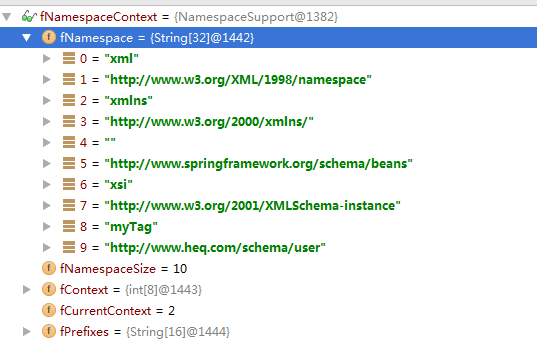 fNamespaceContext = {NamespaceSupport@1382}
f fNamespace = {String[32]@1442}
0 = "xml"
1 = "http://www.w3.org/XML/1998/namespace"
2 = "xmlns"
3 = "http://www.w3.org/2000/xmlns/"
4 = ""
5 = "http://www.springframework.org/schema/beans"
6 = "xsi"
7 = "http://www.w3.org/2001/XMLSchema-instance"
8 = "myTag"
9 = "http://www.heq.com/schema/user"
f fNamespaceSize = 10
f fContext = {int[8]@1443}
f fCurrentContext = 2
f fPrefixes = {String[16]@1444}